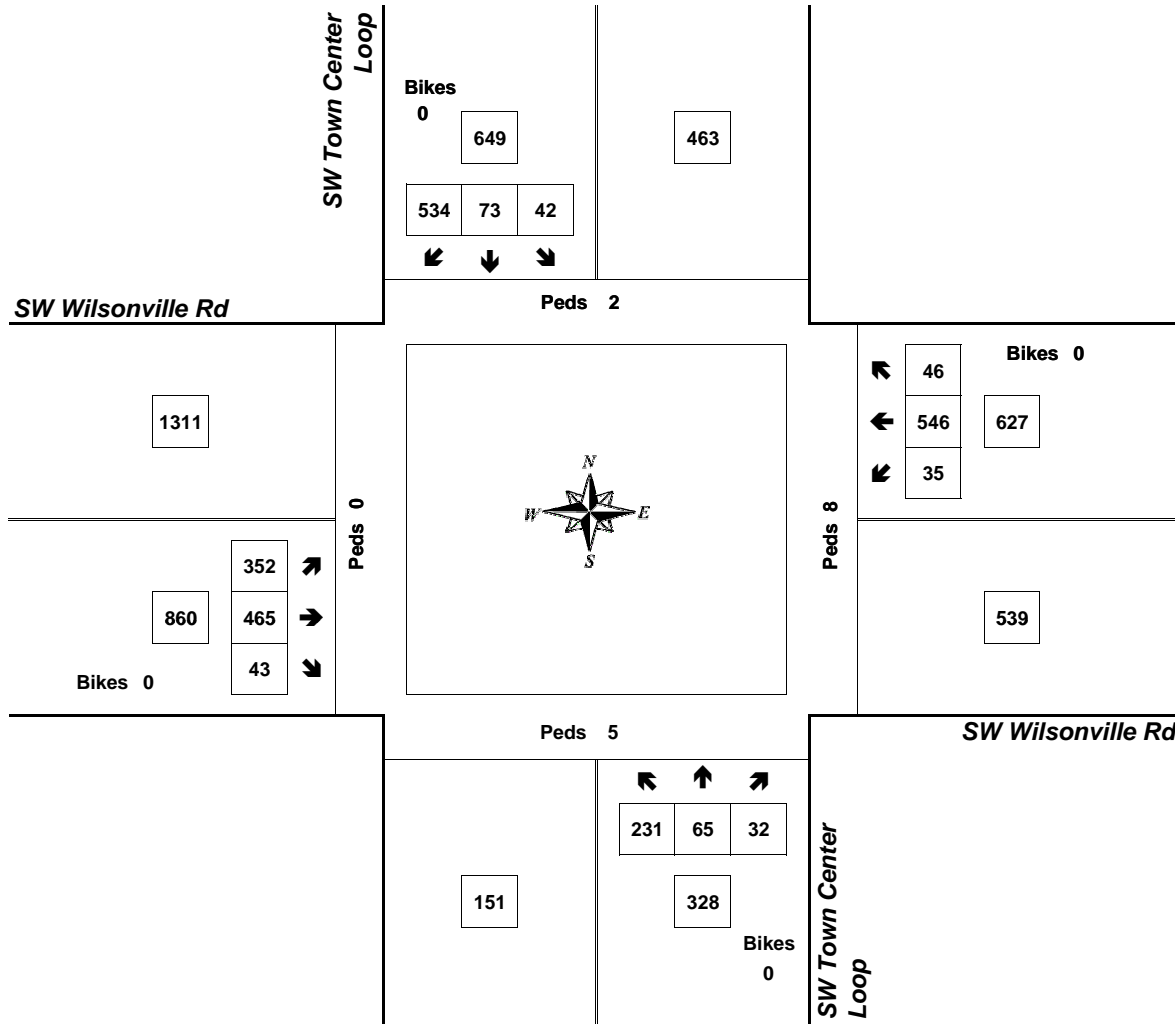 SW Town Center
Loop
Bikes
0
649
463
534 73 42
Peds 2
SW Wilsonville Rd
Bikes 0
46
546 627
35
1311
N
W E
S
Peds 0
Peds 8
352
860 465
43
Bikes 0
539
Peds 5
SW Wilsonville Rd
231 65 32
151
328
Bikes
0
SW Town Center
Loop